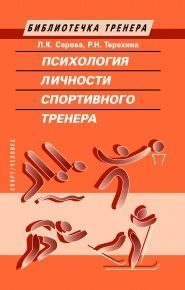 БИБЛИОТЕЧКА ТРЕНЕРА
Л.К. Серова, Р.Н. Терехина
ПСИХОЛОГИЯ
ЛИЧНОСТИ
СПОРТИВНОГО
ТРЕНЕРА
СПОРТ/ЧЕЛОВЕК